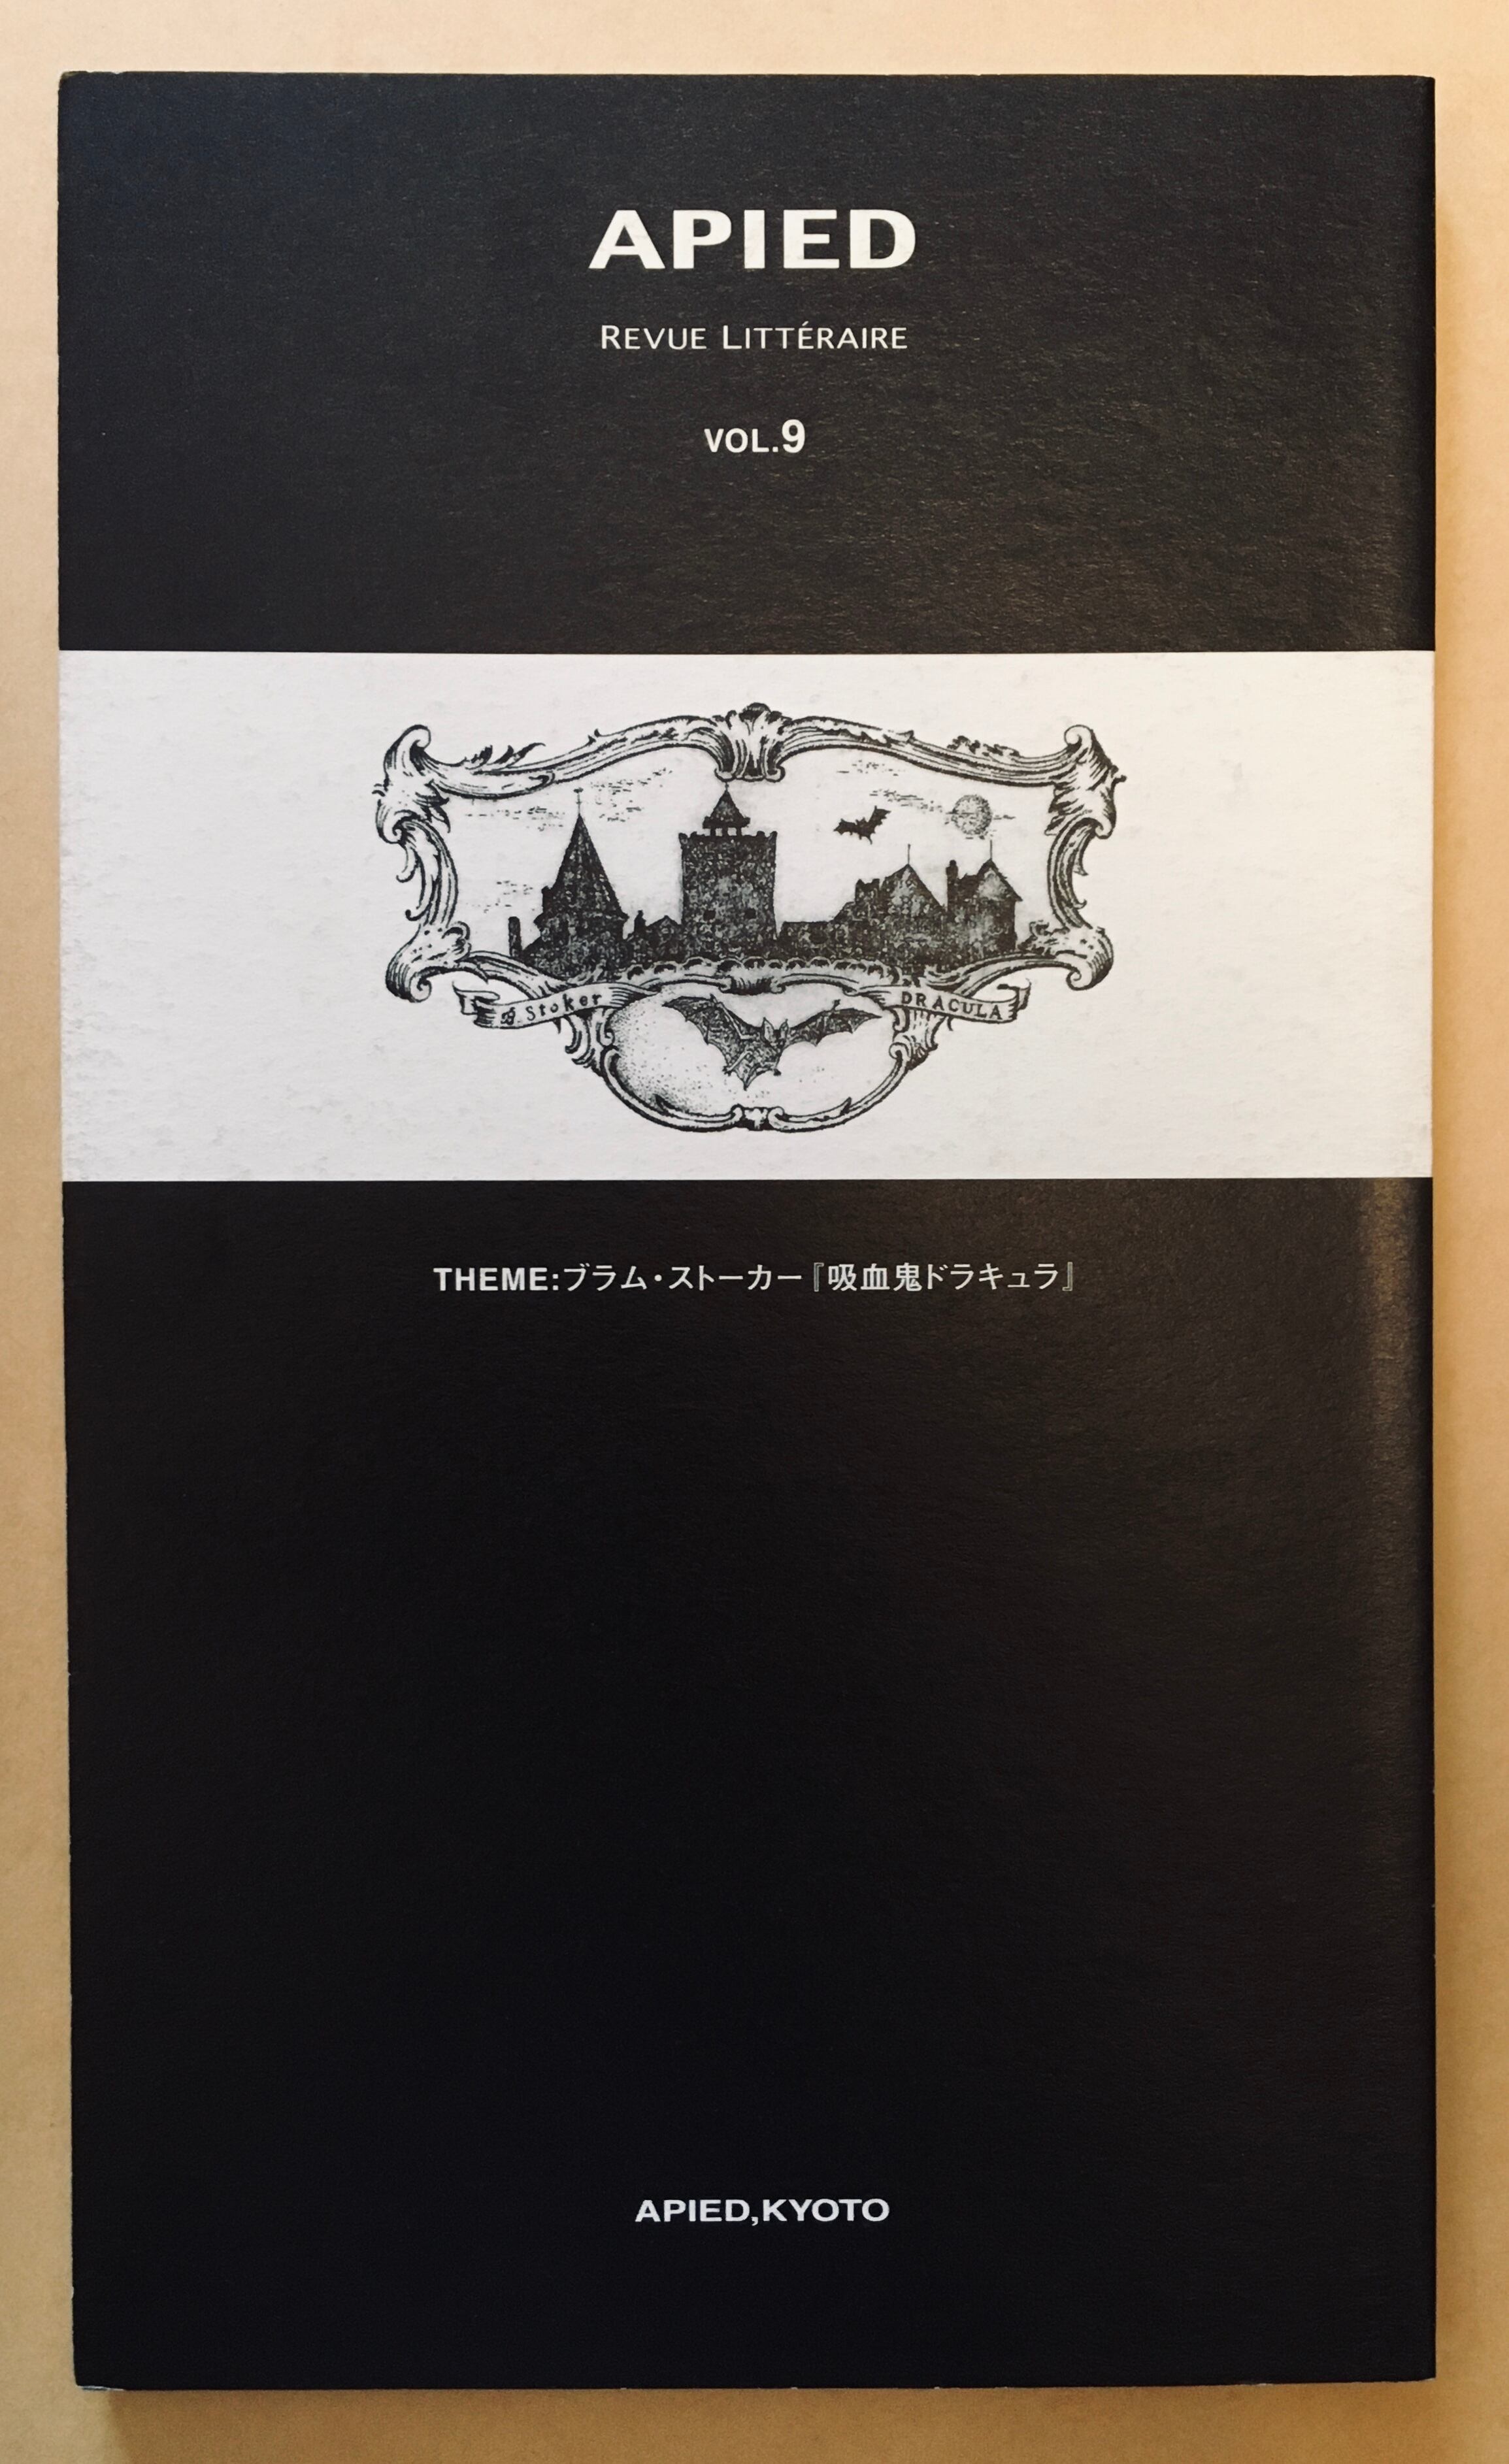 APIED
REVUE LITTÉRAIRE
VOL.9
B.Stoker
DRACULA
THEME:ブラム・ストーカー『吸血鬼ドラキュラ』
APIED,KYOTO